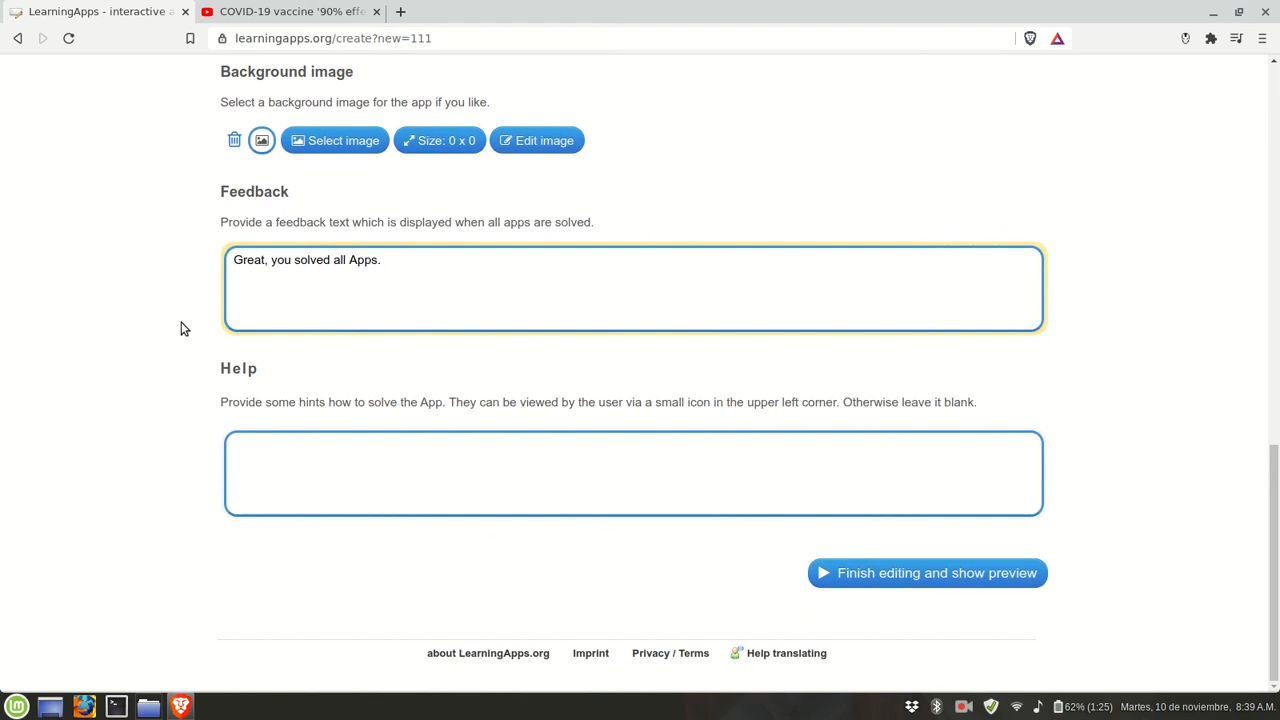 LearningApps - interactive a
COVID-19 vaccine '90% effe
learningapps.org/create?new=111
Background image
Select a background image for the app if you like.
Select image
Size: 0 x 0
Edit image
Feedback
Provide a feedback text which is displayed when all apps are solved.
Great, you solved all Apps.
Help
Provide some hints how to solve the App. They can be viewed by the user via a small icon in the upper left corner. Otherwise leave it blank.
Finish editing and show preview
about LearningApps.org Imprint Privacy / Terms Help translating
62% (1:25) Martes, 10 de noviembre, 8:39 A.M.